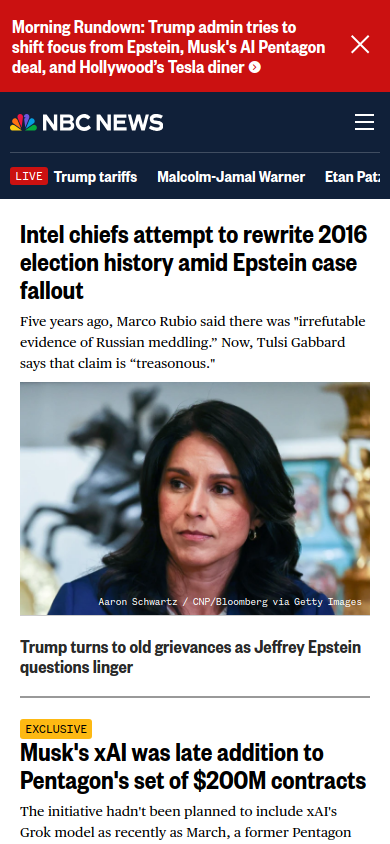 Morning Rundown: Trump admin tries to
shift focus from Epstein, Musk's AI Pentagon
deal, and Hollywood's Tesla diner
NBC NEWS
LIVE Trump tariffs Malcolm-Jamal Warner Etan Patz
Intel chiefs attempt to rewrite 2016
election history amid Epstein case
fallout
Five years ago, Marco Rubio said there was "irrefutable
evidence of Russian meddling.” Now, Tulsi Gabbard
says that claim is “treasonous."
Aaron Schwartz / CNP/Bloomberg via Getty Images
Trump turns to old grievances as Jeffrey Epstein
questions linger
EXCLUSIVE
Musk's xAI was late addition to
Pentagon's set of $200M contracts
The initiative hadn't been planned to include xAI's
Grok model as recently as March, a former Pentagon